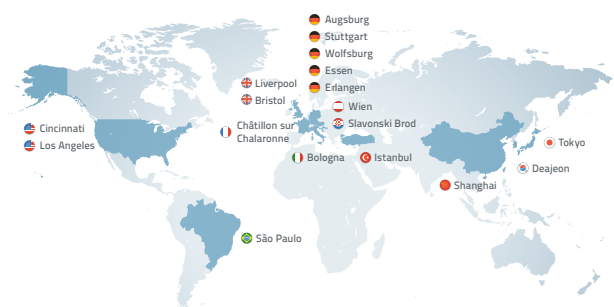 Augsburg
Stuttgart
Wolfsburg
Essen
Erlangen
Liverpool
Bristol
Wien
Slavonski Brod
Cincinnati
Los Angeles
Châtillon sur
Chalaronne
Bologna
Istanbul
Tokyo
Deajeon
Shanghai
São Paulo